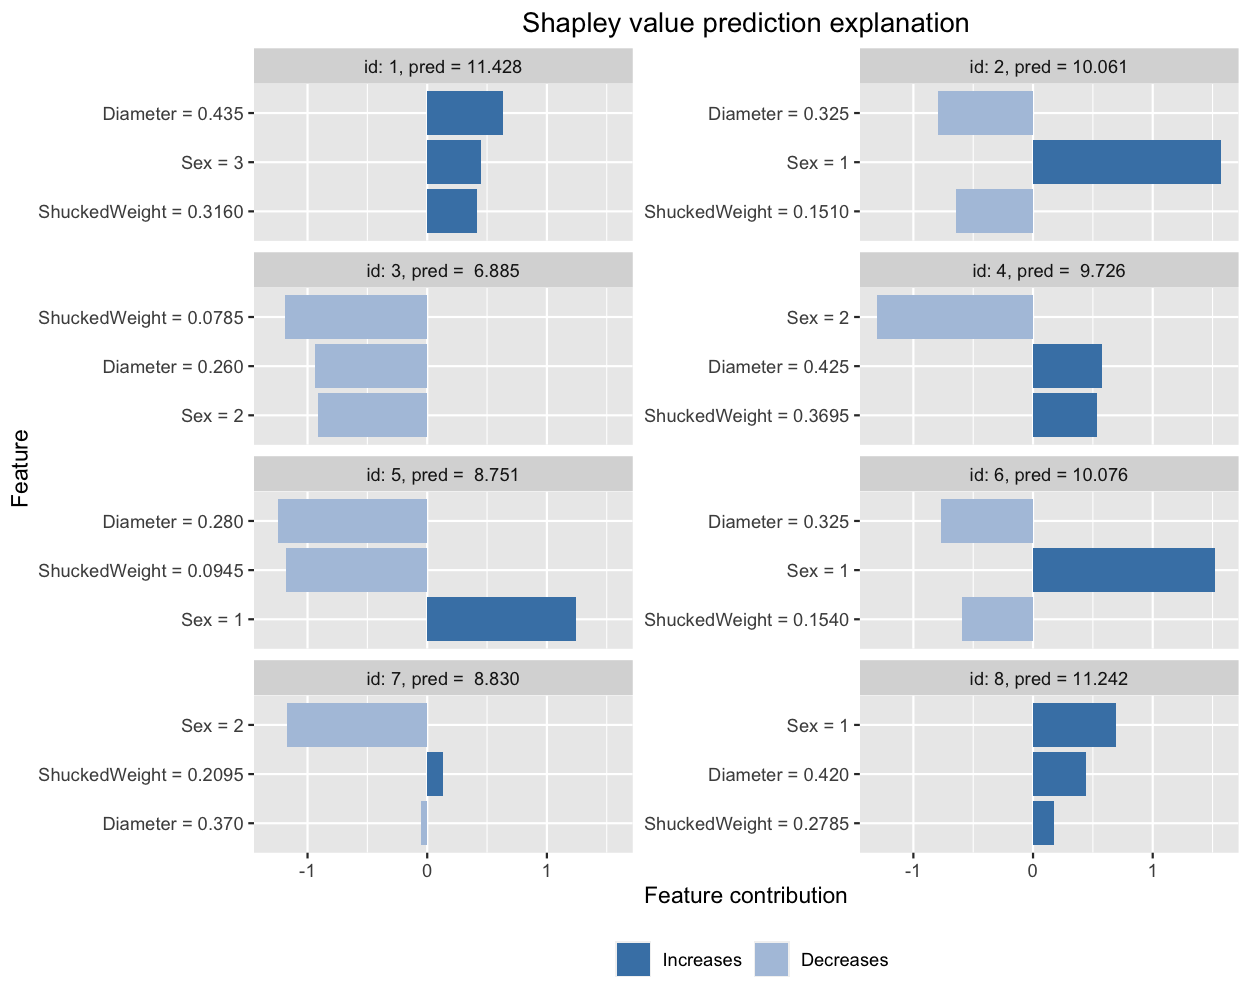 Shapley value prediction explanation
id: 1, pred = 11.428
Diameter = 0.435
Sex = 3
ShuckedWeight = 0.3160
id: 2, pred = 10.061
Diameter = 0.325
Sex = 1
ShuckedWeight = 0.1510
id: 3, pred =  6.885
ShuckedWeight = 0.0785
Diameter = 0.260
Sex = 2
id: 4, pred =  9.726
Sex = 2
Diameter = 0.425
ShuckedWeight = 0.3695
id: 5, pred =  8.751
Diameter = 0.280
ShuckedWeight = 0.0945
Sex = 1
id: 6, pred = 10.076
Diameter = 0.325
Sex = 1
ShuckedWeight = 0.1540
id: 7, pred =  8.830
Sex = 2
ShuckedWeight = 0.2095
Diameter = 0.370
id: 8, pred = 11.242
Sex = 1
Diameter = 0.420
ShuckedWeight = 0.2785
-1 0 1
-1 0 1
Feature
Feature contribution
Increases
Decreases